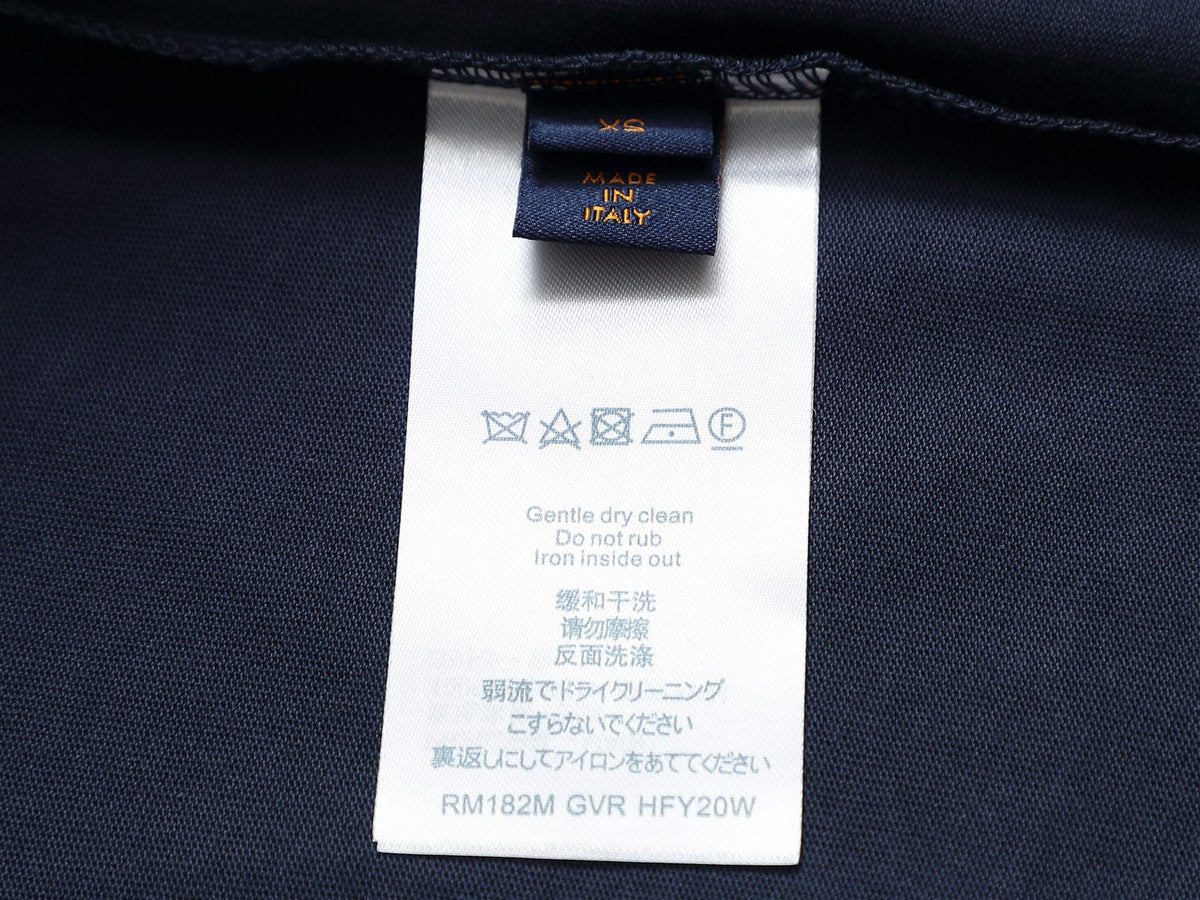 XS
MADE
IN
ITALY
F
Gentle dry clean
Do not rub
Iron inside out
缓和干洗
请勿摩擦
反面洗涤
弱流でドライクリーニング
こすらないでください
裏返しにしてアイロンをあててください
RM182M GVR HFY20W